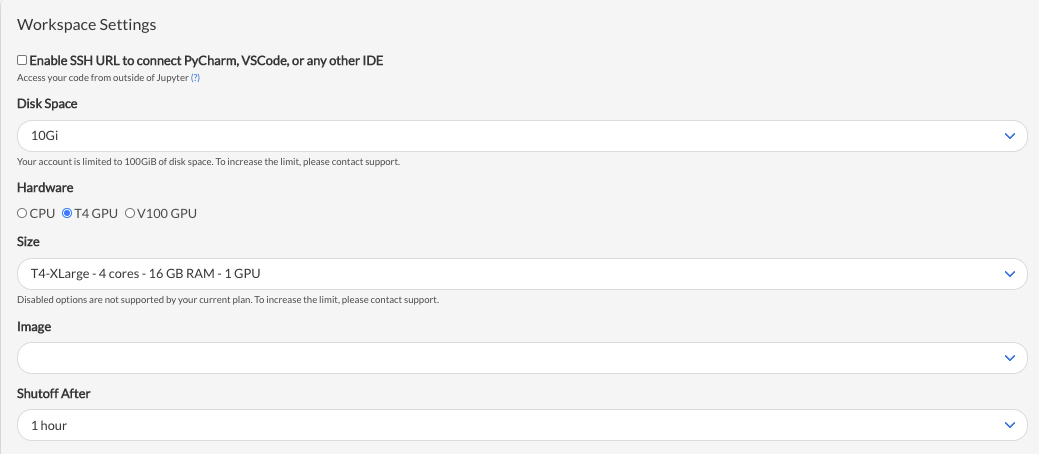 Workspace Settings
Enable SSH URL to connect PyCharm, VSCode, or any other IDE
Access your code from outside of Jupyter (?)
Disk Space
10Gi
Your account is limited to 100GiB of disk space. To increase the limit, please contact support.
Hardware
CPU T4 GPU V100 GPU
Size
T4-XLarge - 4 cores - 16 GB RAM - 1 GPU
Disabled options are not supported by your current plan. To increase the limit, please contact support.
Image
Shutoff After
1 hour